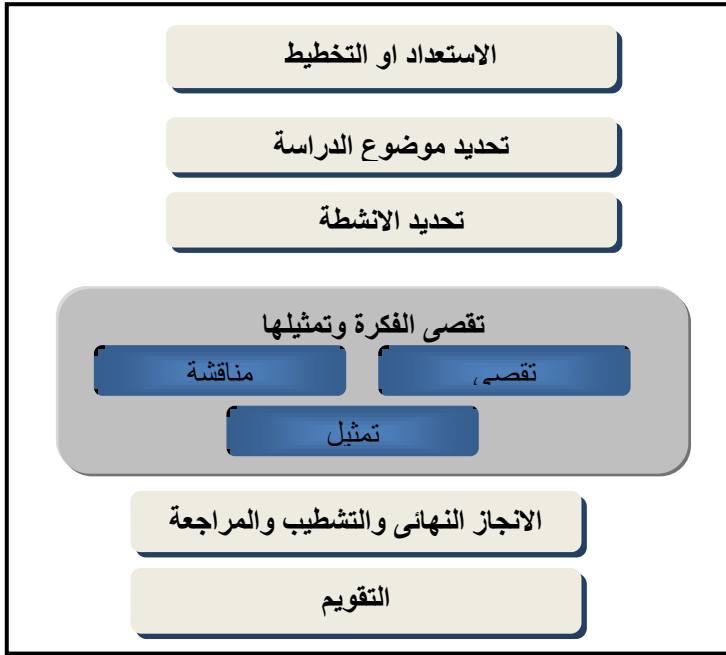 الاستعداد او التخطيط
تحديد موضوع الدراسة
تحديد الانشطة
تقصى الفكرة وتمثيلها
تقصى
مناقشة
تمثيل
الانجاز النهائى والتشطيب والمراجعة
التقويم